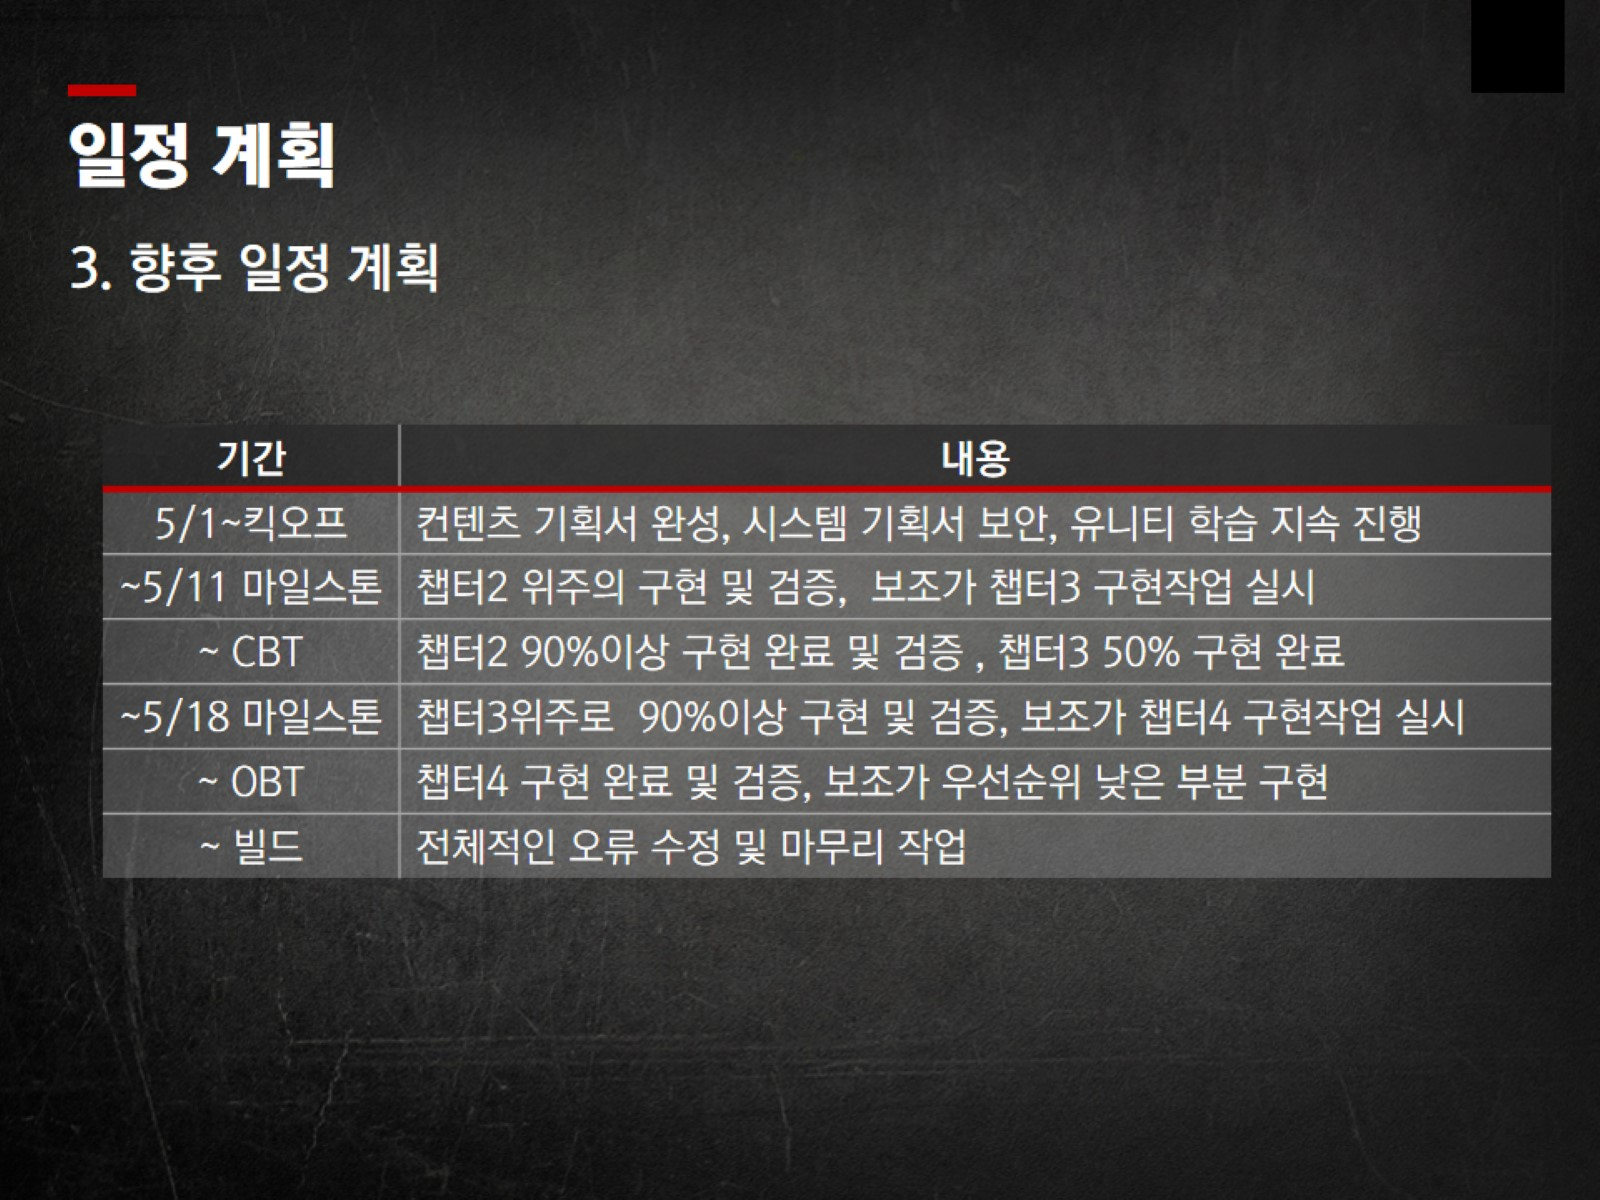 일정 계획
3. 향후 일정 계획
기간 내용
5/1~킥오프 컨텐츠 기획서 완성, 시스템 기획서 보안, 유니티 학습 지속 진행
~5/11 마일스톤 챕터2 위주의 구현 및 검증, 보조가 챕터3 구현작업 실시
~ CBT 챕터2 90%이상 구현 완료 및 검증 , 챕터3 50% 구현 완료
~5/18 마일스톤 챕터3위주로 90%이상 구현 및 검증, 보조가 챕터4 구현작업 실시
~ OBT 챕터4 구현 완료 및 검증, 보조가 우선순위 낮은 부분 구현
~ 빌드 전체적인 오류 수정 및 마무리 작업